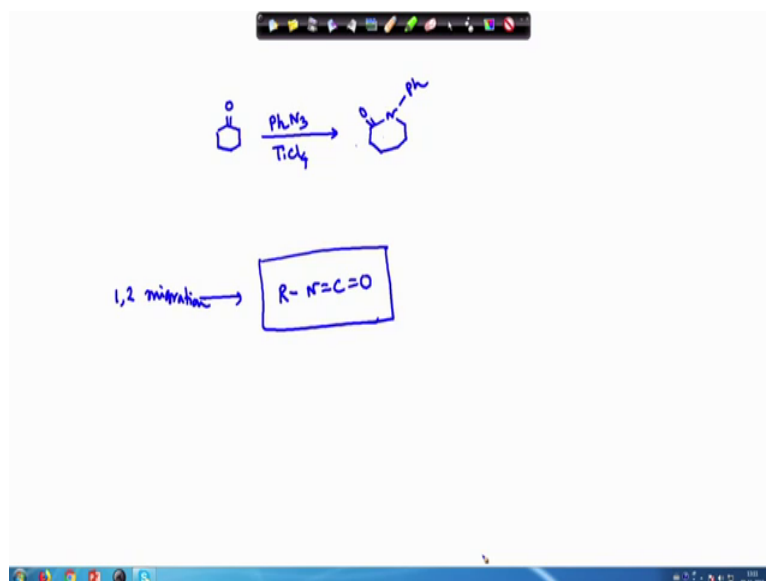 O
PhN3
TiCl4
O
N
Ph
1,2 migration
R- N=C=O